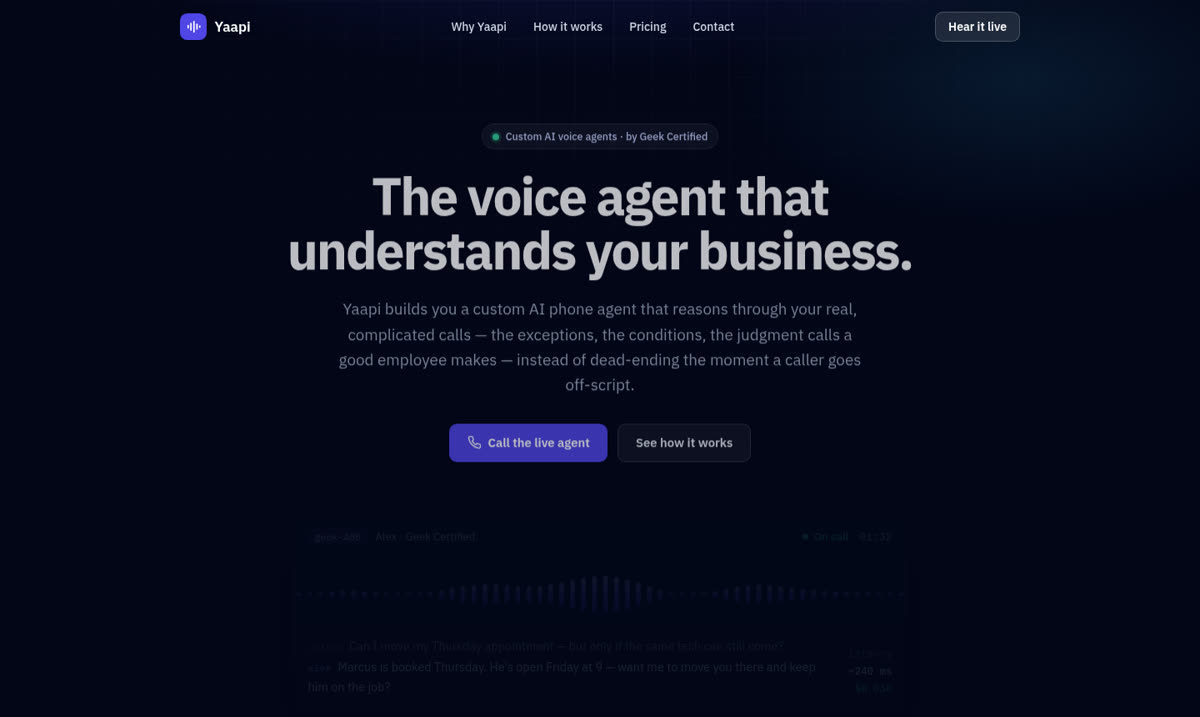 Yaapi
Why Yaapi
How it works
Pricing
Contact
Hear it live
Custom AI voice agents · by Geek Certified
The voice agent that
understands your business.
Yaapi builds you a custom AI phone agent that reasons through your real,
complicated calls — the exceptions, the conditions, the judgment calls a
good employee makes — instead of dead-ending the moment a caller goes
off-script.
Call the live agent
See how it works
Alex · Geek Certified
On call 01:32
Can I move my Thursday appointment — but only if the same tech can still come?
Marcus is booked Thursday. He's open Friday at 9 — want me to move you there and keep
him on the job?
~240 ms